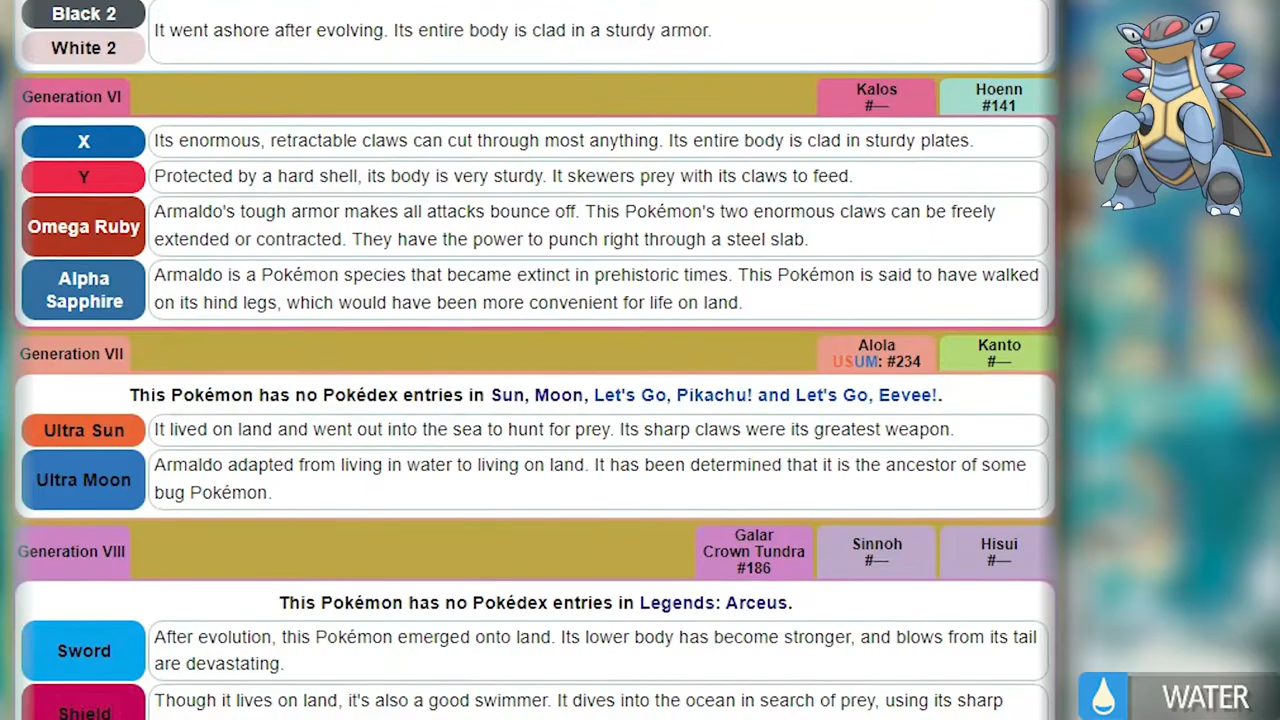 Black 2
White 2
It went ashore after evolving. Its entire body is clad in a sturdy armor.
Generation VI
Kalos
#—
Hoenn
#141
X
Its enormous, retractable claws can cut through most anything. Its entire body is clad in sturdy plates.
Y
Protected by a hard shell, its body is very sturdy. It skewers prey with its claws to feed.
Omega Ruby
Armaldo's tough armor makes all attacks bounce off. This Pokémon's two enormous claws can be freely
extended or contracted. They have the power to punch right through a steel slab.
Alpha
Sapphire
Armaldo is a Pokémon species that became extinct in prehistoric times. This Pokémon is said to have walked
on its hind legs, which would have been more convenient for life on land.
Generation VII
Alola
USUM: #234
Kanto
#—
This Pokémon has no Pokédex entries in Sun, Moon, Let's Go, Pikachu! and Let's Go, Eevee!.
Ultra Sun
It lived on land and went out into the sea to hunt for prey. Its sharp claws were its greatest weapon.
Ultra Moon
Armaldo adapted from living in water to living on land. It has been determined that it is the ancestor of some
bug Pokémon.
Generation VIII
Galar
Crown Tundra
#186
Sinnoh
#—
Hisui
#—
This Pokémon has no Pokédex entries in Legends: Arceus.
Sword
After evolution, this Pokémon emerged onto land. Its lower body has become stronger, and blows from its tail
are devastating.
Shield
Though it lives on land, it's also a good swimmer. It dives into the ocean in search of prey, using its sharp
WATER